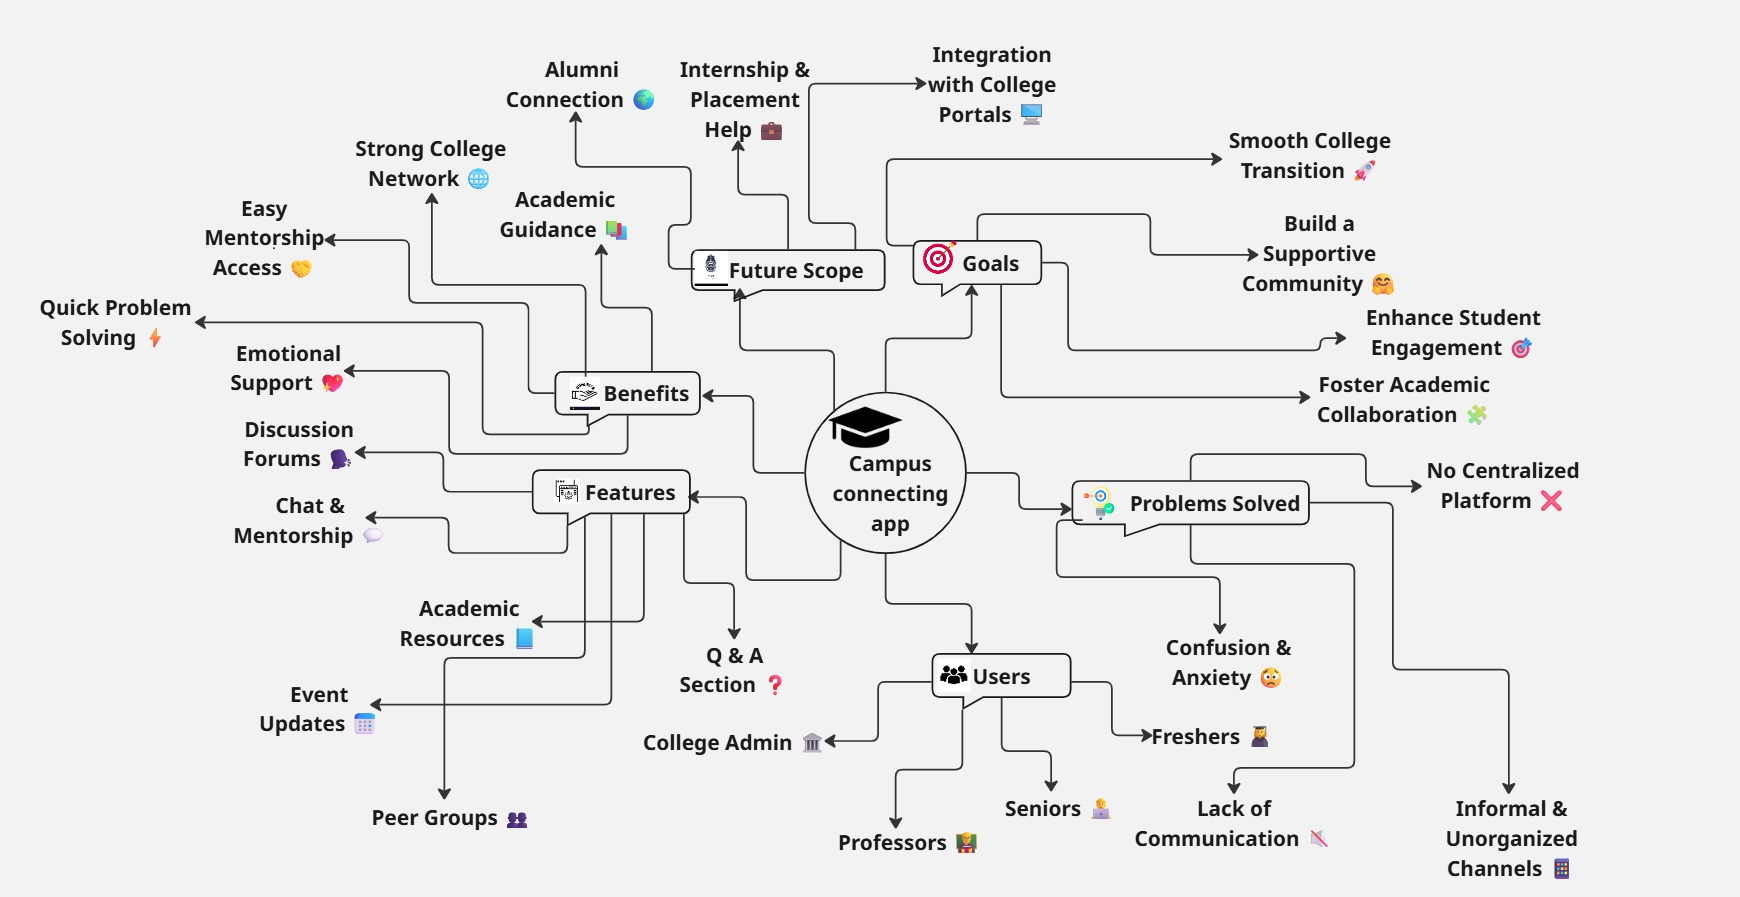 Campus
connecting
app
Future Scope
Alumni
Connection 🌍
Internship &
Placement
Help 💼
Integration
with College
Portals 🖥️
Goals
Smooth College
Transition 🚀
Build a
Supportive
Community 🤗
Enhance Student
Engagement 🎯
Foster Academic
Collaboration 🧩
Benefits
Strong College
Network 🌐
Academic
Guidance 📚
Easy
Mentorship
Access 🤝
Quick Problem
Solving ⚡
Emotional
Support 💖
Features
Discussion
Forums 🗣️
Chat &
Mentorship 💬
Academic
Resources 📘
Event
Updates 🗓️
Peer Groups 👥
Q & A
Section ❓
Users
College Admin 🏛️
Professors 👩‍🏫
Seniors 🧑‍💻
Freshers 👩‍🎓
Problems Solved
No Centralized
Platform ❌
Confusion &
Anxiety 😳
Lack of
Communication 🔇
Informal &
Unorganized
Channels 📱